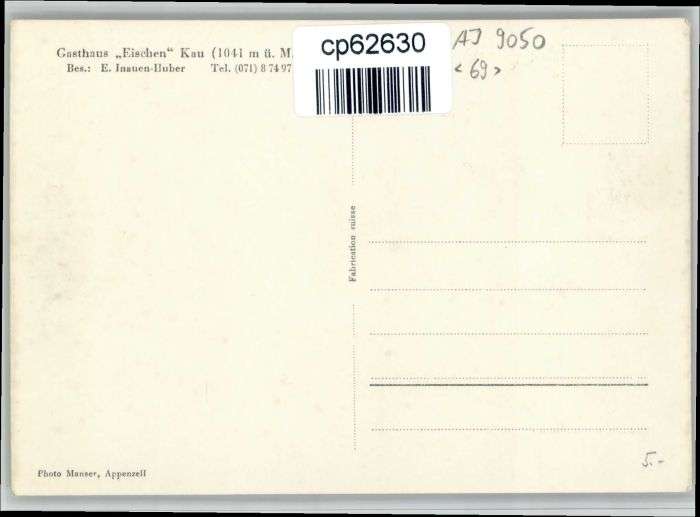 Gasthaus „Eischen“ Kau (1041 m ü. M.
Bes.: E. Inauen-Huber Tel. (071) 8 74 97
cp62630
AJ 9050
<69>
Fabrication suisse
Photo Manser, Appenzell
5.-